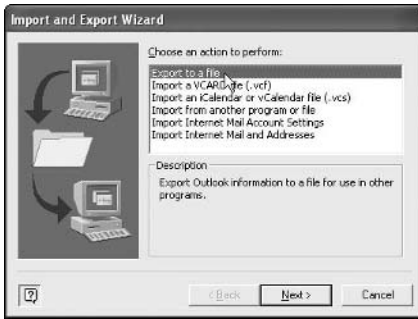 Import and Export Wizard
Choose an action to perform:
Export to a file
Import a VCARD file (.vcf)
Import an iCalendar or vCalendar file (.vcs)
Import from another program or file
Import Internet Mail Account Settings
Import Internet Mail and Addresses
Description
Export Outlook information to a file for use in other
programs.
?
< Back Next > Cancel